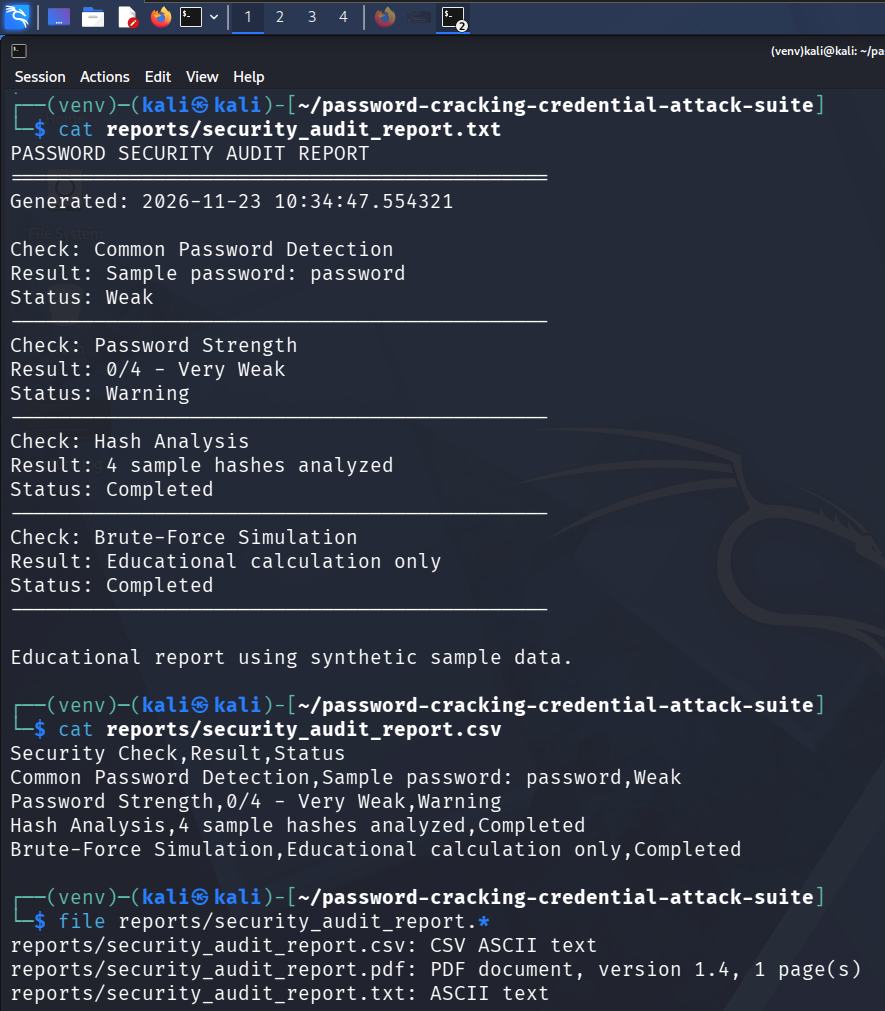 1 2 3 4
2
(venv)kali@kali: ~/pa
Session Actions Edit View Help
┌──(venv)─(kali㉿kali)-[~/password-cracking-credential-attack-suite]
└─$ cat reports/security_audit_report.txt
PASSWORD SECURITY AUDIT REPORT
=============================================
Generated: 2026-11-23 10:34:47.554321
File System
Check: Common Password Detection
Result: Sample password: password
Status: Weak
---------------------------------------------
Check: Password Strength
Result: 0/4 - Very Weak
Status: Warning
---------------------------------------------
Check: Hash Analysis
Result: 4 sample hashes analyzed
Status: Completed
---------------------------------------------
Check: Brute-Force Simulation
Result: Educational calculation only
Status: Completed
---------------------------------------------
Educational report using synthetic sample data.
┌──(venv)─(kali㉿kali)-[~/password-cracking-credential-attack-suite]
└─$ cat reports/security_audit_report.csv
Security Check,Result,Status
Common Password Detection,Sample password: password,Weak
Password Strength,0/4 - Very Weak,Warning
Hash Analysis,4 sample hashes analyzed,Completed
Brute-Force Simulation,Educational calculation only,Completed
┌──(venv)─(kali㉿kali)-[~/password-cracking-credential-attack-suite]
└─$ file reports/security_audit_report.*
reports/security_audit_report.csv: CSV ASCII text
reports/security_audit_report.pdf: PDF document, version 1.4, 1 page(s)
reports/security_audit_report.txt: ASCII text